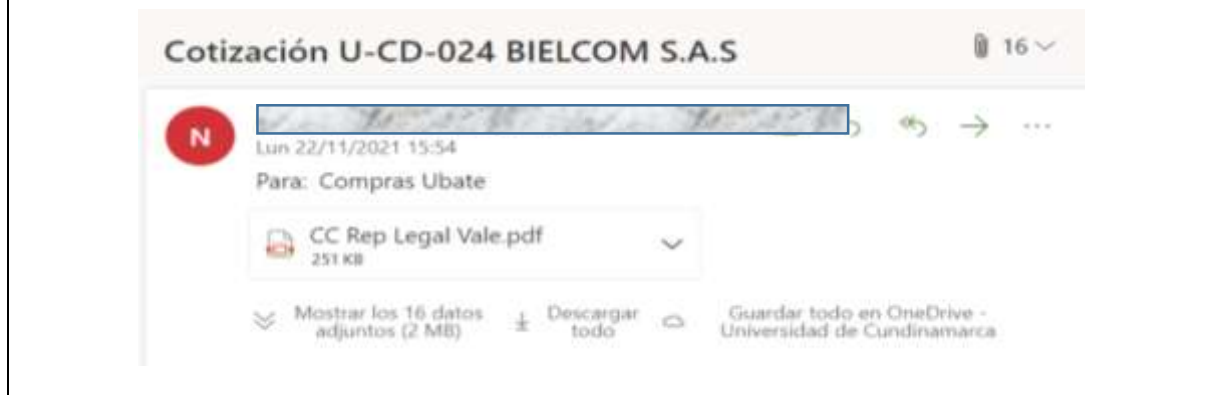 Cotización U-CD-024 BIELCOM S.A.S
16
N
Lun 22/11/2021 15:54
Para: Compras Ubate
CC Rep Legal Vale.pdf
251 KB
Mostrar los 16 datos
adjuntos (2 MB)
Descargar
todo
Guardar todo en OneDrive -
Universidad de Cundinamarca